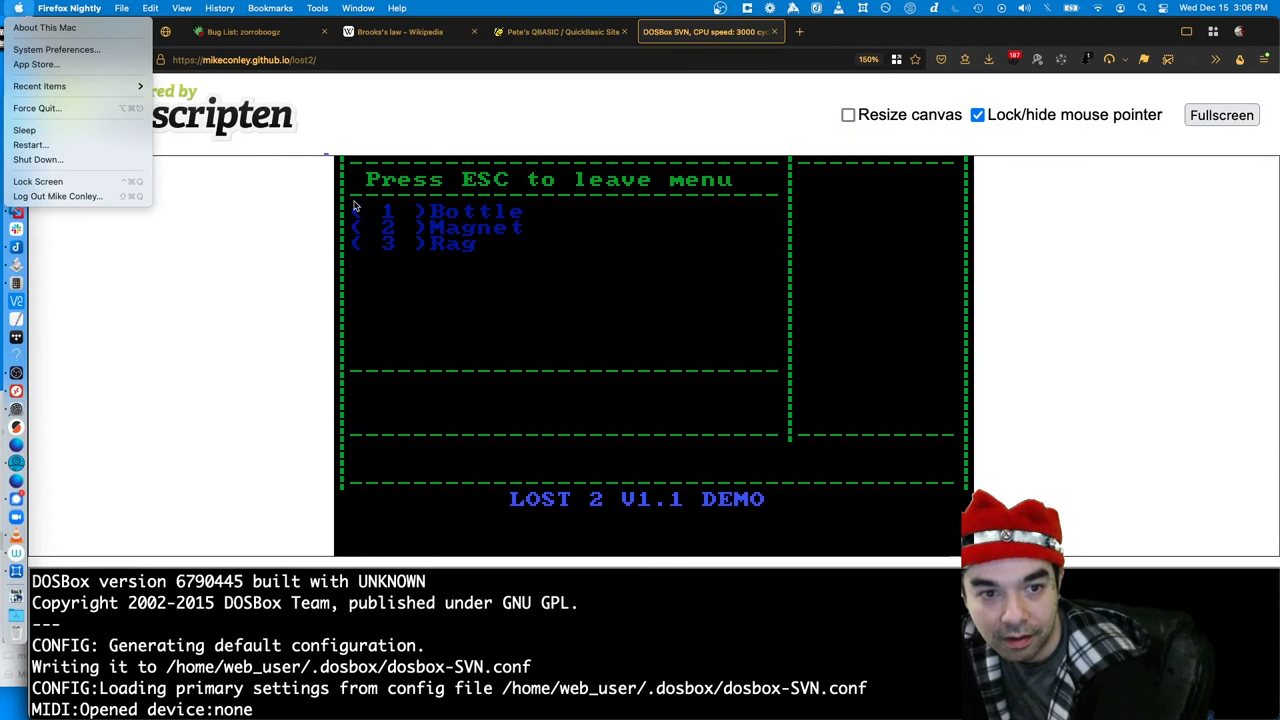 Firefox Nightly File Edit View History Bookmarks Tools Window Help
Wed Dec 15 3:06 PM
About This Mac
System Preferences...
App Store...
Recent Items
Force Quit...
Sleep
Restart...
Shut Down...
Lock Screen
Log Out Mike Conley...
Bug List: zorroboogz
Brooks's law - Wikipedia
Pete's QBASIC / QuickBasic Site
DOSBox SVN, CPU speed: 3000 cy
https://mikeconley.github.io/lost2/
150%
187
red by
scripten
Resize canvas
Lock/hide mouse pointer
Fullscreen
Press ESC to leave menu
( 1 )Bottle
( 2 )Magnet
( 3 )Rag
LOST 2 V1.1 DEMO
DOSBox version 6790445 built with UNKNOWN
Copyright 2002-2015 DOSBox Team, published under GNU GPL.
---
CONFIG: Generating default configuration.
Writing it to /home/web_user/.dosbox/dosbox-SVN.conf
CONFIG:Loading primary settings from config file /home/web_user/.dosbox/dosbox-SVN.conf
MIDI:Opened device:none